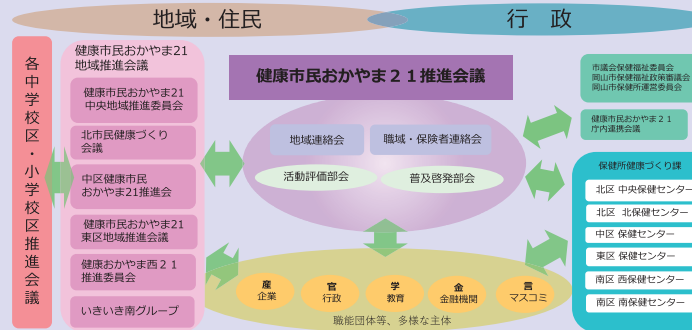 地域・住民
行　政
各中学校区・小学校区推進会議
健康市民おかやま21
地域推進会議
健康市民おかやま21
中央地域推進委員会
北市民健康づくり
会議
中区健康市民
おかやま21推進会
健康市民おかやま21
東区地域推進会議
健康おかやま西２１
推進委員会
いきいき南グループ
健康市民おかやま２１推進会議
地域連絡会
職域・保険者連絡会
活動評価部会
普及啓発部会
産
企業
官
行政
学
教育
金
金融機関
言
マスコミ
職能団体等、多様な主体
市議会保健福祉委員会
岡山市保健福祉政策審議会
岡山市保健所運営委員会
健康市民おかやま２１
庁内連携会議
保健所健康づくり課
北区 中央保健センター
北区 北保健センター
中区 保健センター
東区 保健センター
南区 西保健センター
南区 南保健センター